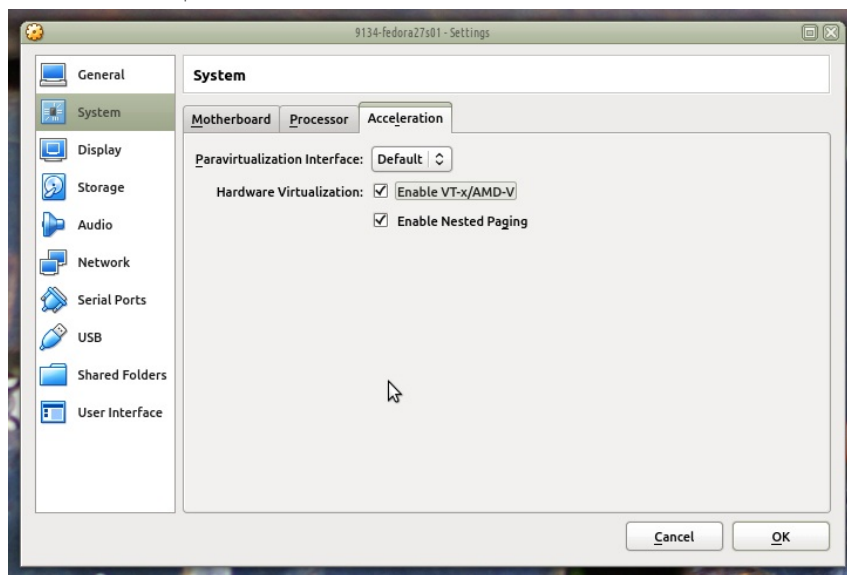 9134-fedora27s01 - Settings
General
System
Display
Storage
Audio
Network
Serial Ports
USB
Shared Folders
User Interface
System
Motherboard Processor Acceleration
Paravirtualization Interface: Default
Hardware Virtualization: Enable VT-x/AMD-V
Enable Nested Paging
Cancel OK